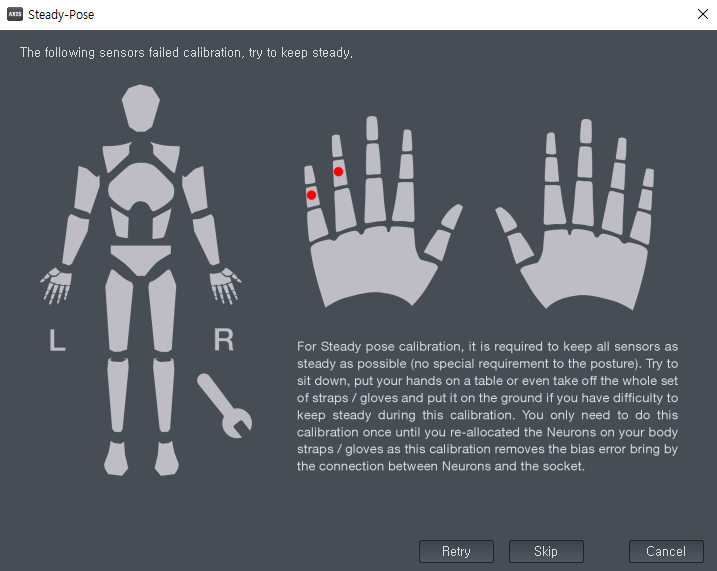 AXIS Steady-Pose
The following sensors failed calibration, try to keep steady,
L
R
For Steady pose calibration, it is required to keep all sensors as
steady as possible (no special requirement to the posture). Try to
sit down, put your hands on a table or even take off the whole set
of straps / gloves and put it on the ground if you have difficulty to
keep steady during this calibration. You only need to do this
calibration once until you re-allocated the Neurons on your body
straps / gloves as this calibration removes the bias error bring by
the connection between Neurons and the socket.
Retry
Skip
Cancel